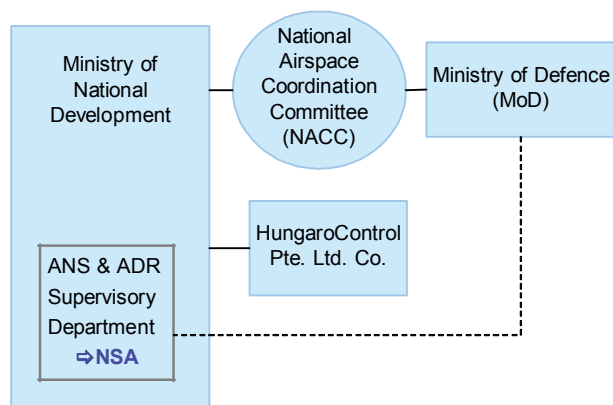 Ministry of
National
Development
National
Airspace
Coordination
Committee
(NACC)
Ministry of Defence
(MoD)
HungaroControl
Pte. Ltd. Co.
ANS & ADR
Supervisory
Department
⇨NSA